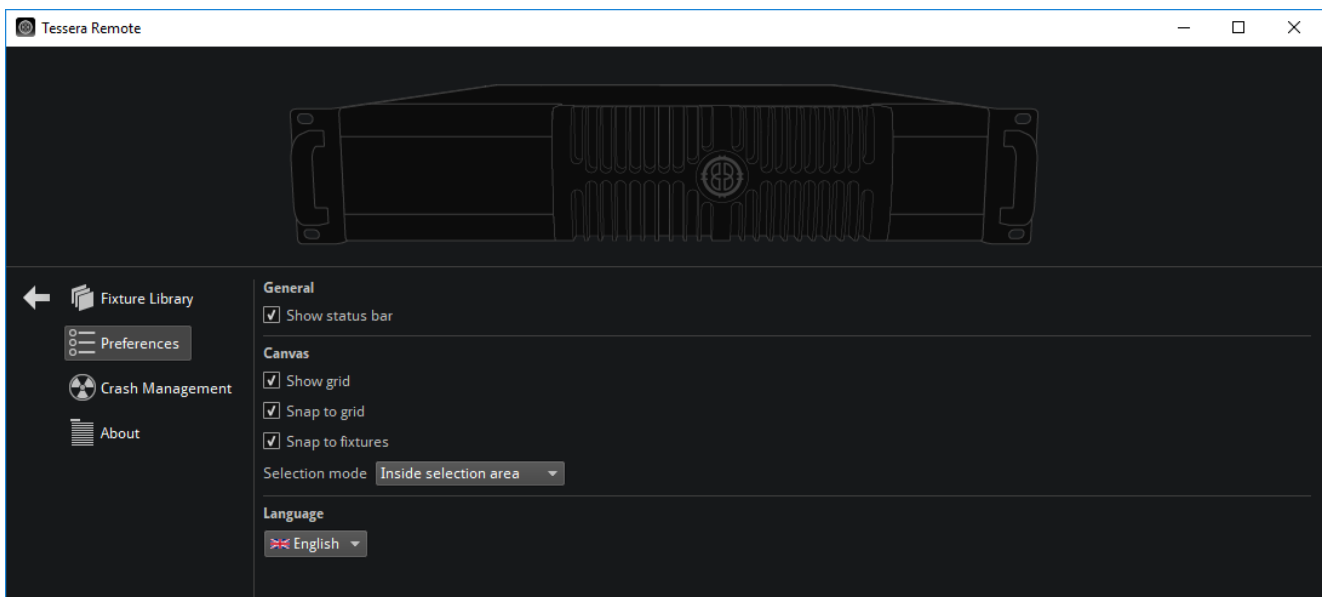 Tessera Remote
Fixture Library
Preferences
Crash Management
About
General
Show status bar
Canvas
Show grid
Snap to grid
Snap to fixtures
Selection mode Inside selection area
Language
English